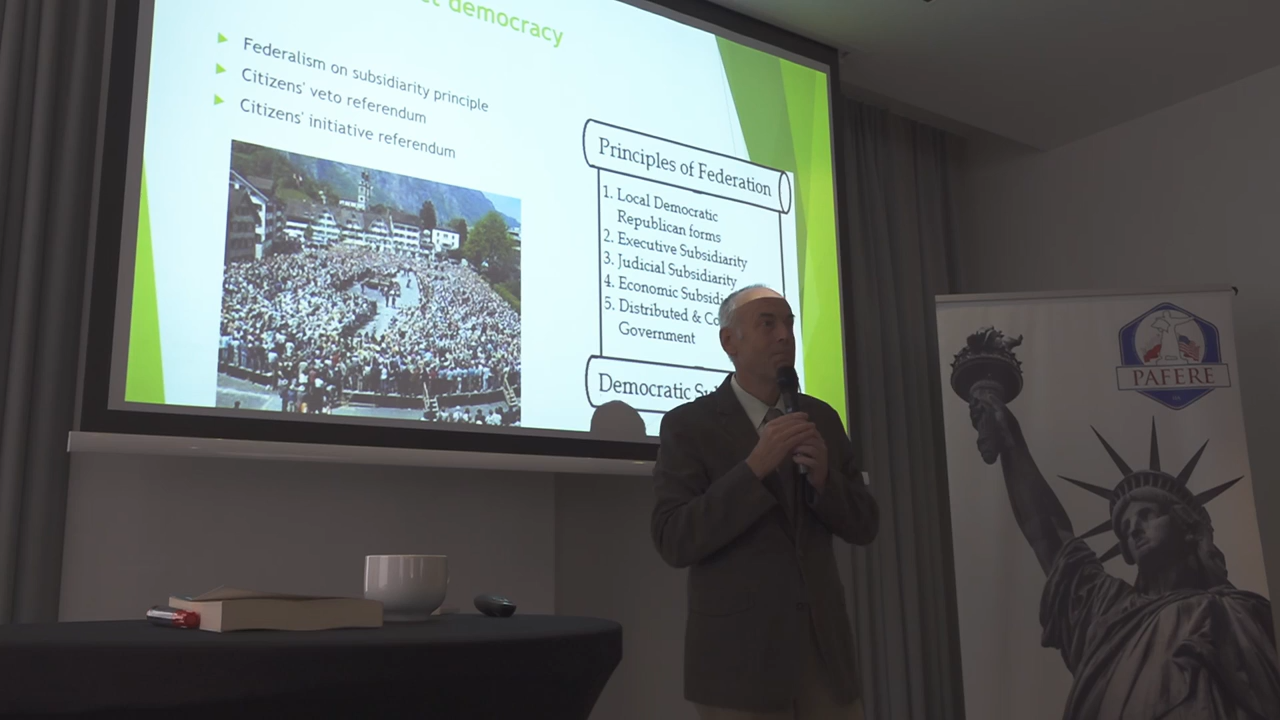 democracy
Federalism on subsidiarity principle
Citizens' veto referendum
Citizens' initiative referendum
Principles of Federation
1. Local Democratic
Republican forms
2. Executive Subsidiarity
3. Judicial Subsidiarity
4. Economic
5. Distributed &
Government
Democratic
PAFERE